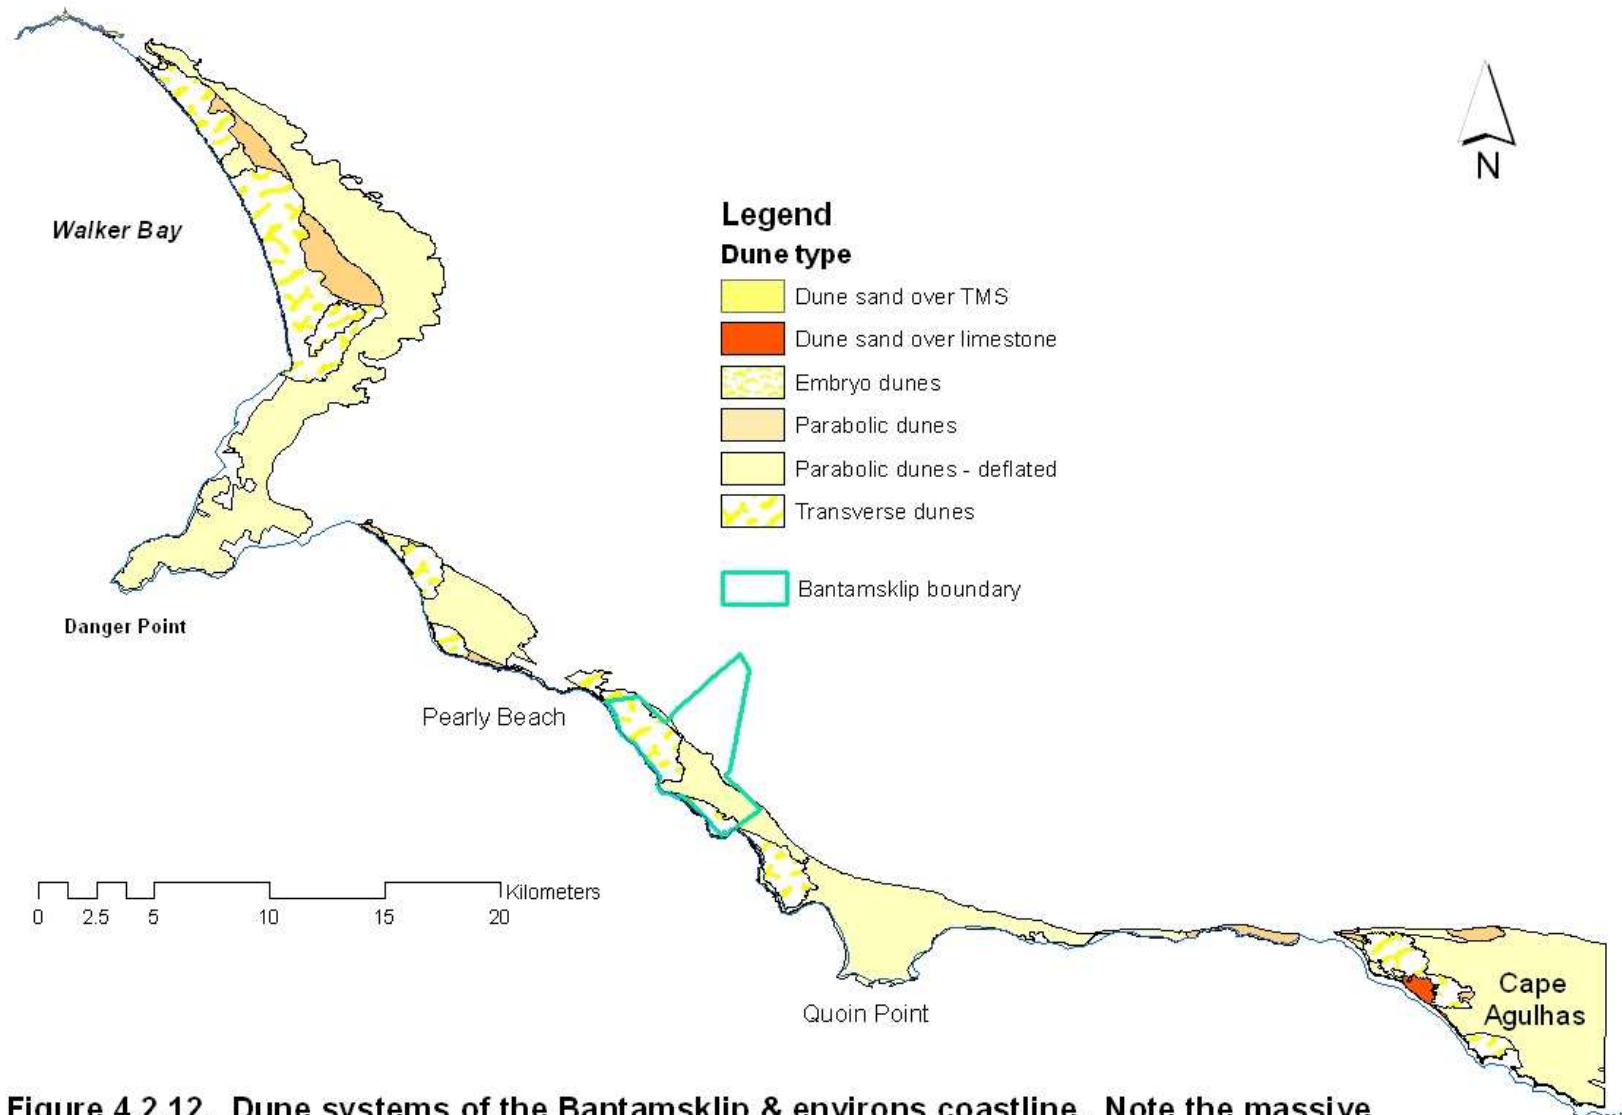 N
Walker Bay
Legend
Dune type
Dune sand over TMS
Dune sand over limestone
Embryo dunes
Parabolic dunes
Parabolic dunes - deflated
Transverse dunes
Bantamsklip boundary
Danger Point
Pearly Beach
Kilometers
0 2.5 5 10 15 20
Quoin Point
Cape
Agulhas
Figure 4.2.12. Dune systems of the Bantamsklip & environs coastline. Note the massive